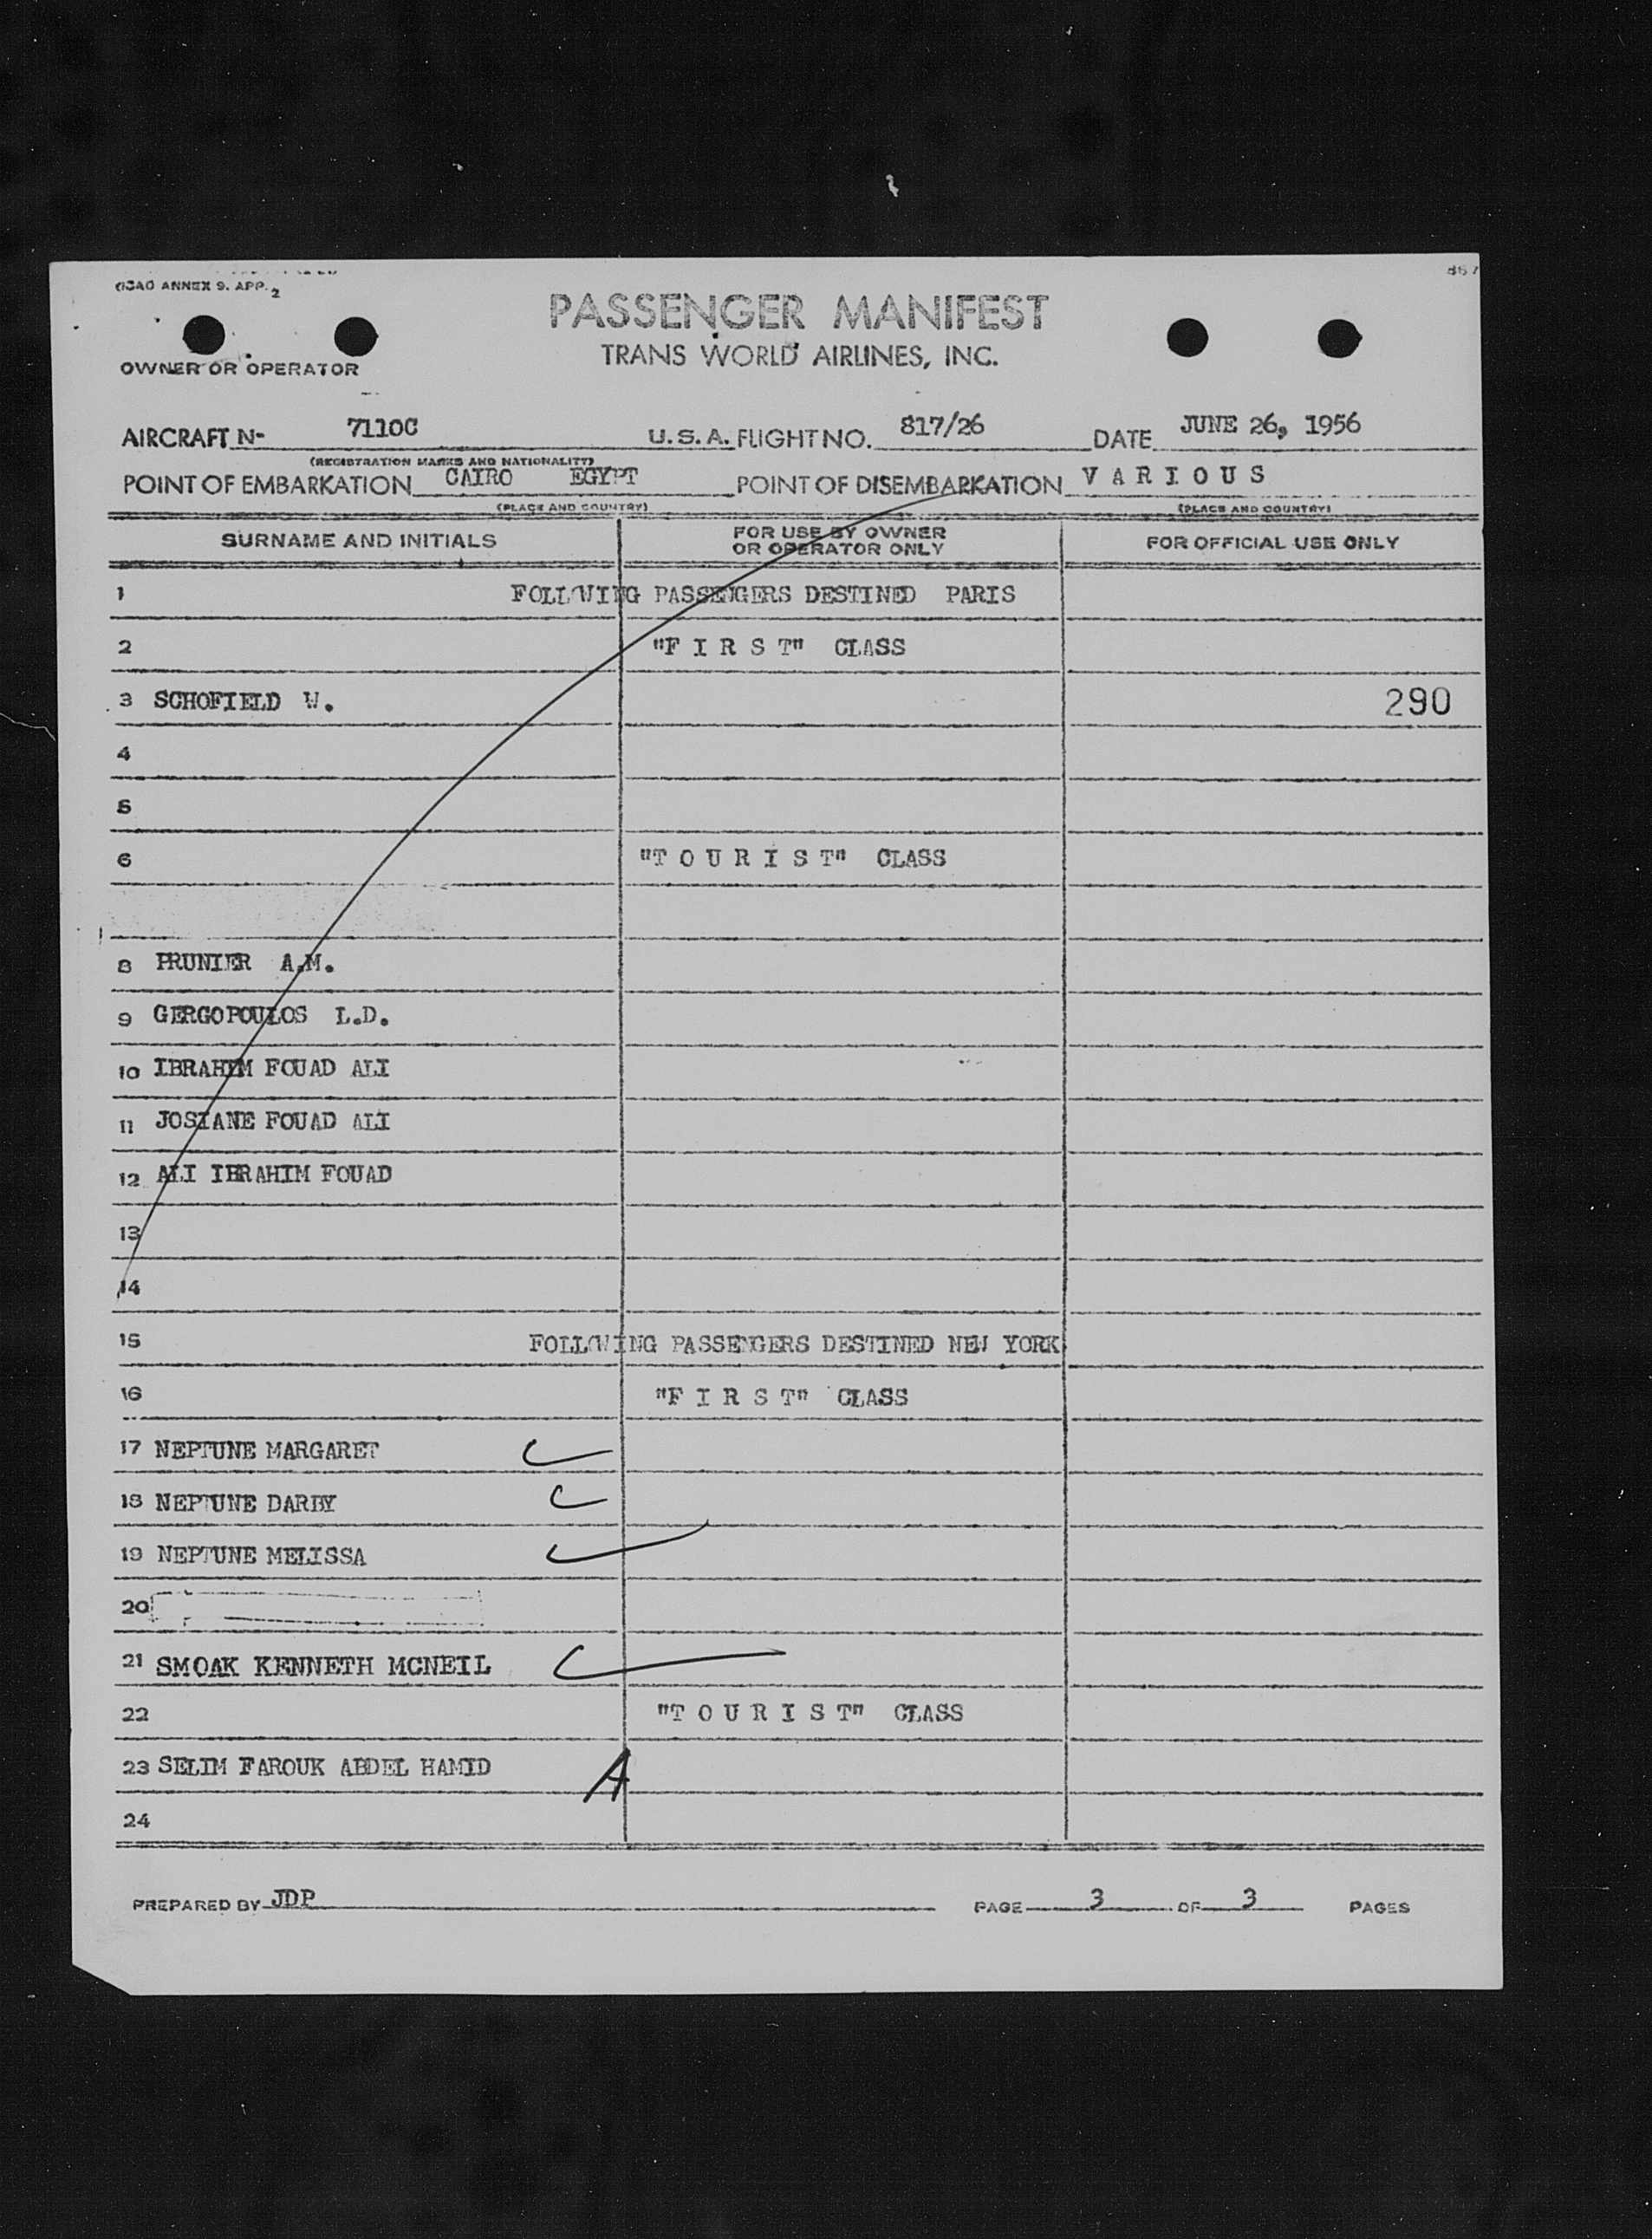 ICAO ANNEX 9. APP. 2
867
PASSENGER MANIFEST
TRANS WORLD AIRLINES, INC.
OWNER OR OPERATOR
AIRCRAFT N- 7110C U.S.A. FLIGHT NO. 817/26 DATE JUNE 26, 1956
(REGISTRATION MARKS AND NATIONALITY)
POINT OF EMBARKATION CAIRO EGYPT POINT OF DISEMBARKATION V A R I O U S
(PLACE AND COUNTRY) (PLACE AND COUNTRY)
SURNAME AND INITIALS FOR USE BY OWNER OR OPERATOR ONLY FOR OFFICIAL USE ONLY
1 FOLLOWING PASSENGERS DESTINED PARIS
2 "F I R S T" CLASS
3 SCHOFIELD W. 290
4
5
6 "T O U R I S T" CLASS
8 PRUNIER A.M.
9 GERGOPOULOS L.D.
10 IBRAHIM FOUAD ALI
11 JOSIANE FOUAD ALI
12 ALI IBRAHIM FOUAD
13
14
15 FOLLOWING PASSENGERS DESTINED NEW YORK
16 "F I R S T" CLASS
17 NEPTUNE MARGARET
18 NEPTUNE DARBY
19 NEPTUNE MELISSA
20
21 SMOAK KENNETH MCNEIL
22 "T O U R I S T" CLASS
23 SELIM FAROUK ABDEL HAMID A
24
PREPARED BY JDP PAGE 3 OF 3 PAGES